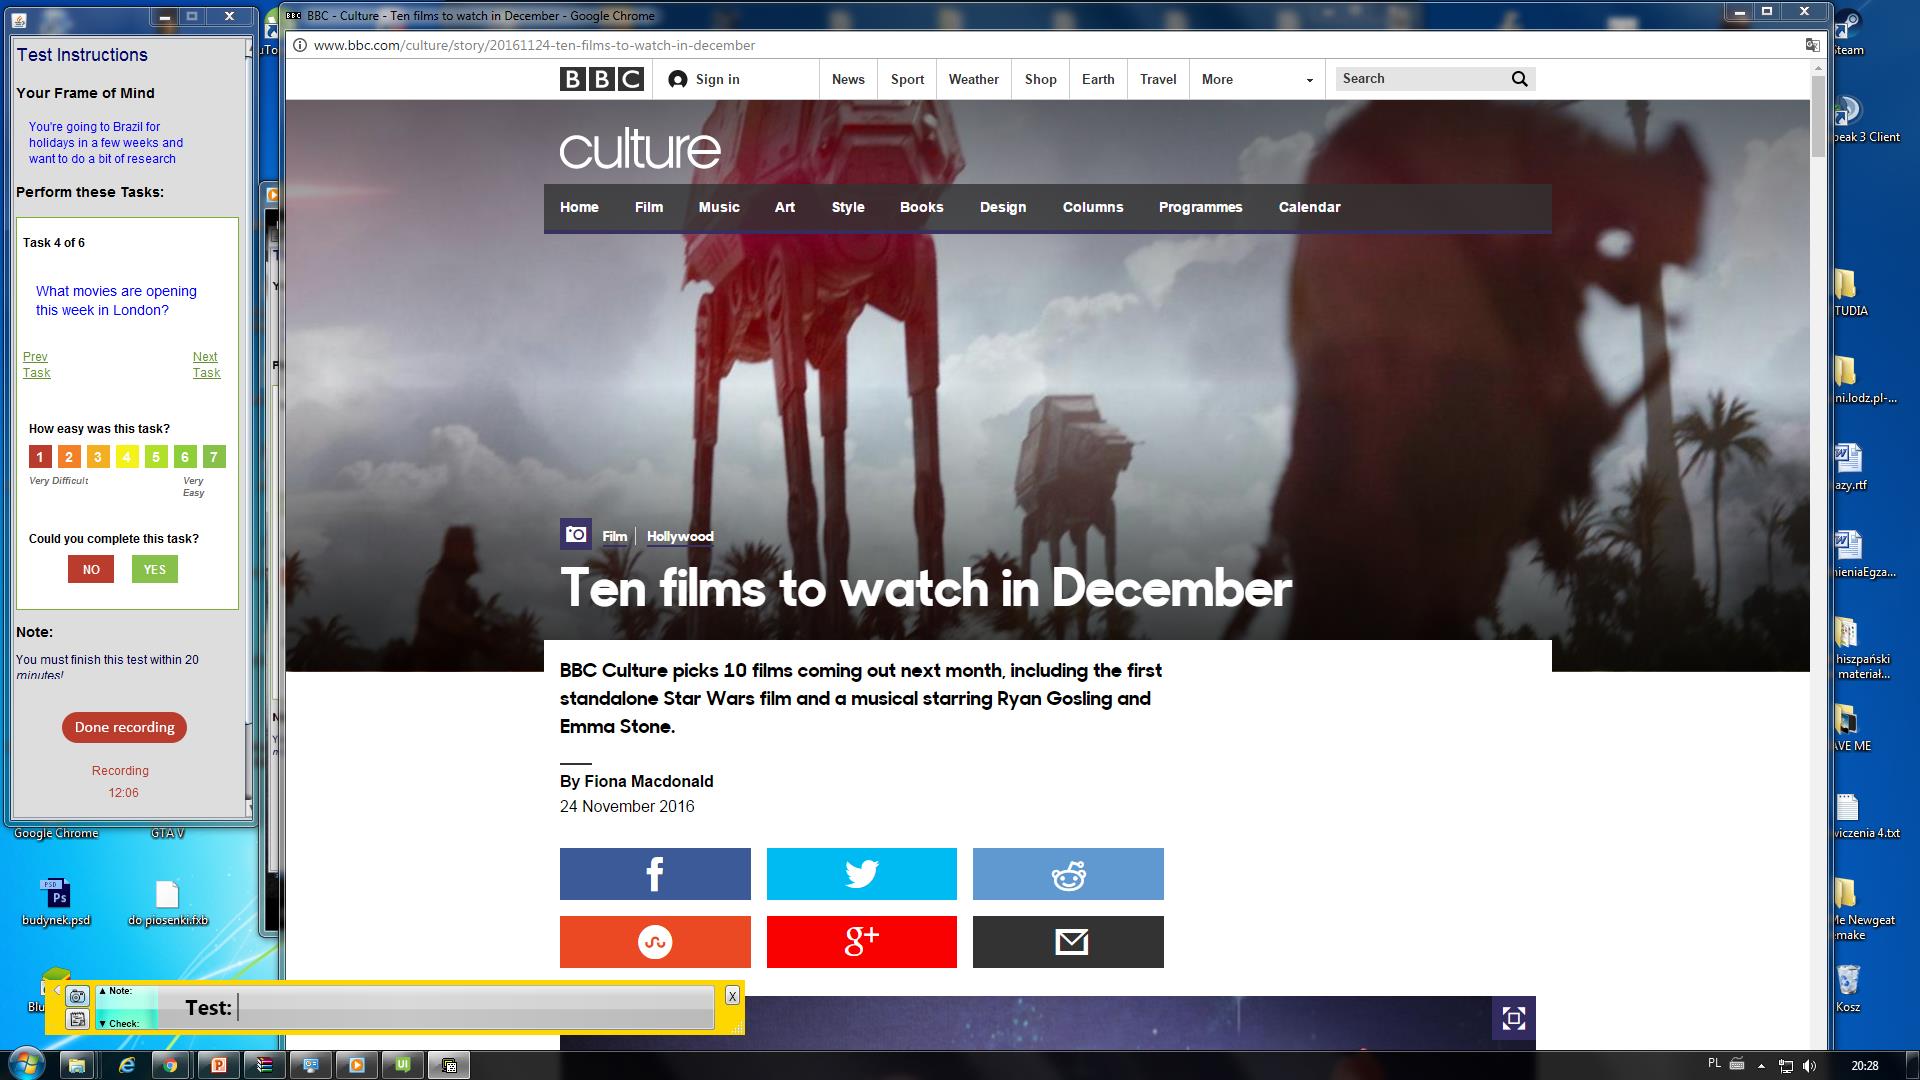 BBC - Culture - Ten films to watch in December - Google Chrome
www.bbc.com/culture/story/20161124-ten-films-to-watch-in-december
Test Instructions
Your Frame of Mind
You're going to Brazil for
holidays in a few weeks and
want to do a bit of research
Perform these Tasks:
Task 4 of 6
What movies are opening
this week in London?
Prev
Task
Next
Task
How easy was this task?
1 2 3 4 5 6 7
Very Difficult
Very
Easy
Could you complete this task?
NO YES
Note:
You must finish this test within 20
minutes!
Done recording
Recording
12:06
BBC Sign in News Sport Weather Shop Earth Travel More Search
culture
Home Film Music Art Style Books Design Columns Programmes Calendar
Film Hollywood
Ten films to watch in December
BBC Culture picks 10 films coming out next month, including the first
standalone Star Wars film and a musical starring Ryan Gosling and
Emma Stone.
By Fiona Macdonald
24 November 2016
Steam
peak 3 Client
TUDIA
ni.lodz.pl-...
azy.rtf
nieniaEgza...
hiszpański
materiał...
AVE ME
wiczenia 4.txt
Me Newgeat
emake
Kosz
Google Chrome
GTA V
budynek.psd
do piosenki.fxb
Blu
▲ Note:
Test:
▼ Check:
X
PL
20:28